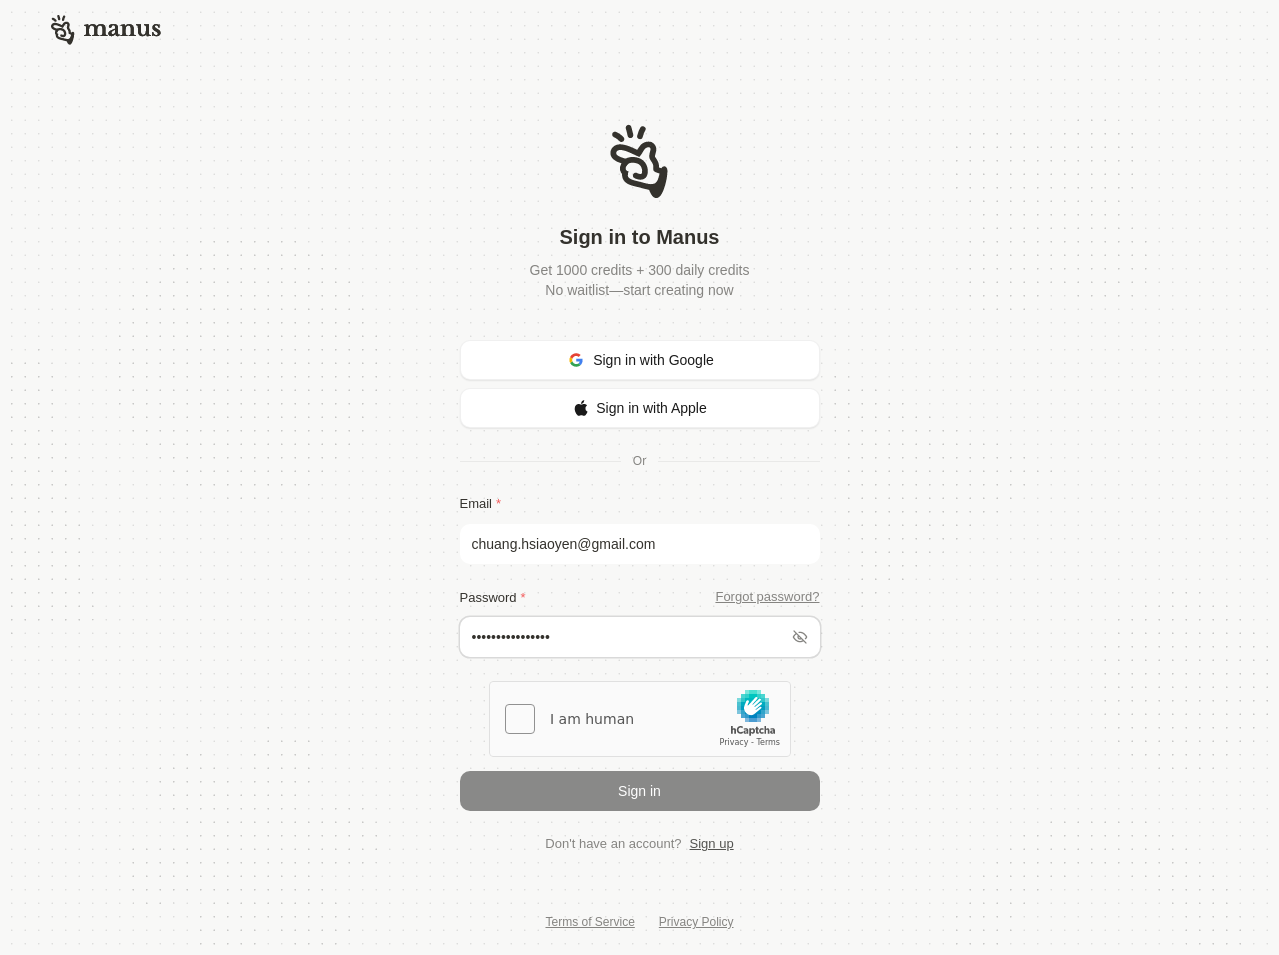 manus
Sign in to Manus
Get 1000 credits + 300 daily credits
No waitlist—start creating now
Sign in with Google
Sign in with Apple
Or
Email *
chuang.hsiaoyen@gmail.com
Password *
Forgot password?
••••••••••••••••
I am human
hCaptcha
Privacy - Terms
Sign in
Don't have an account? Sign up
Terms of Service
Privacy Policy